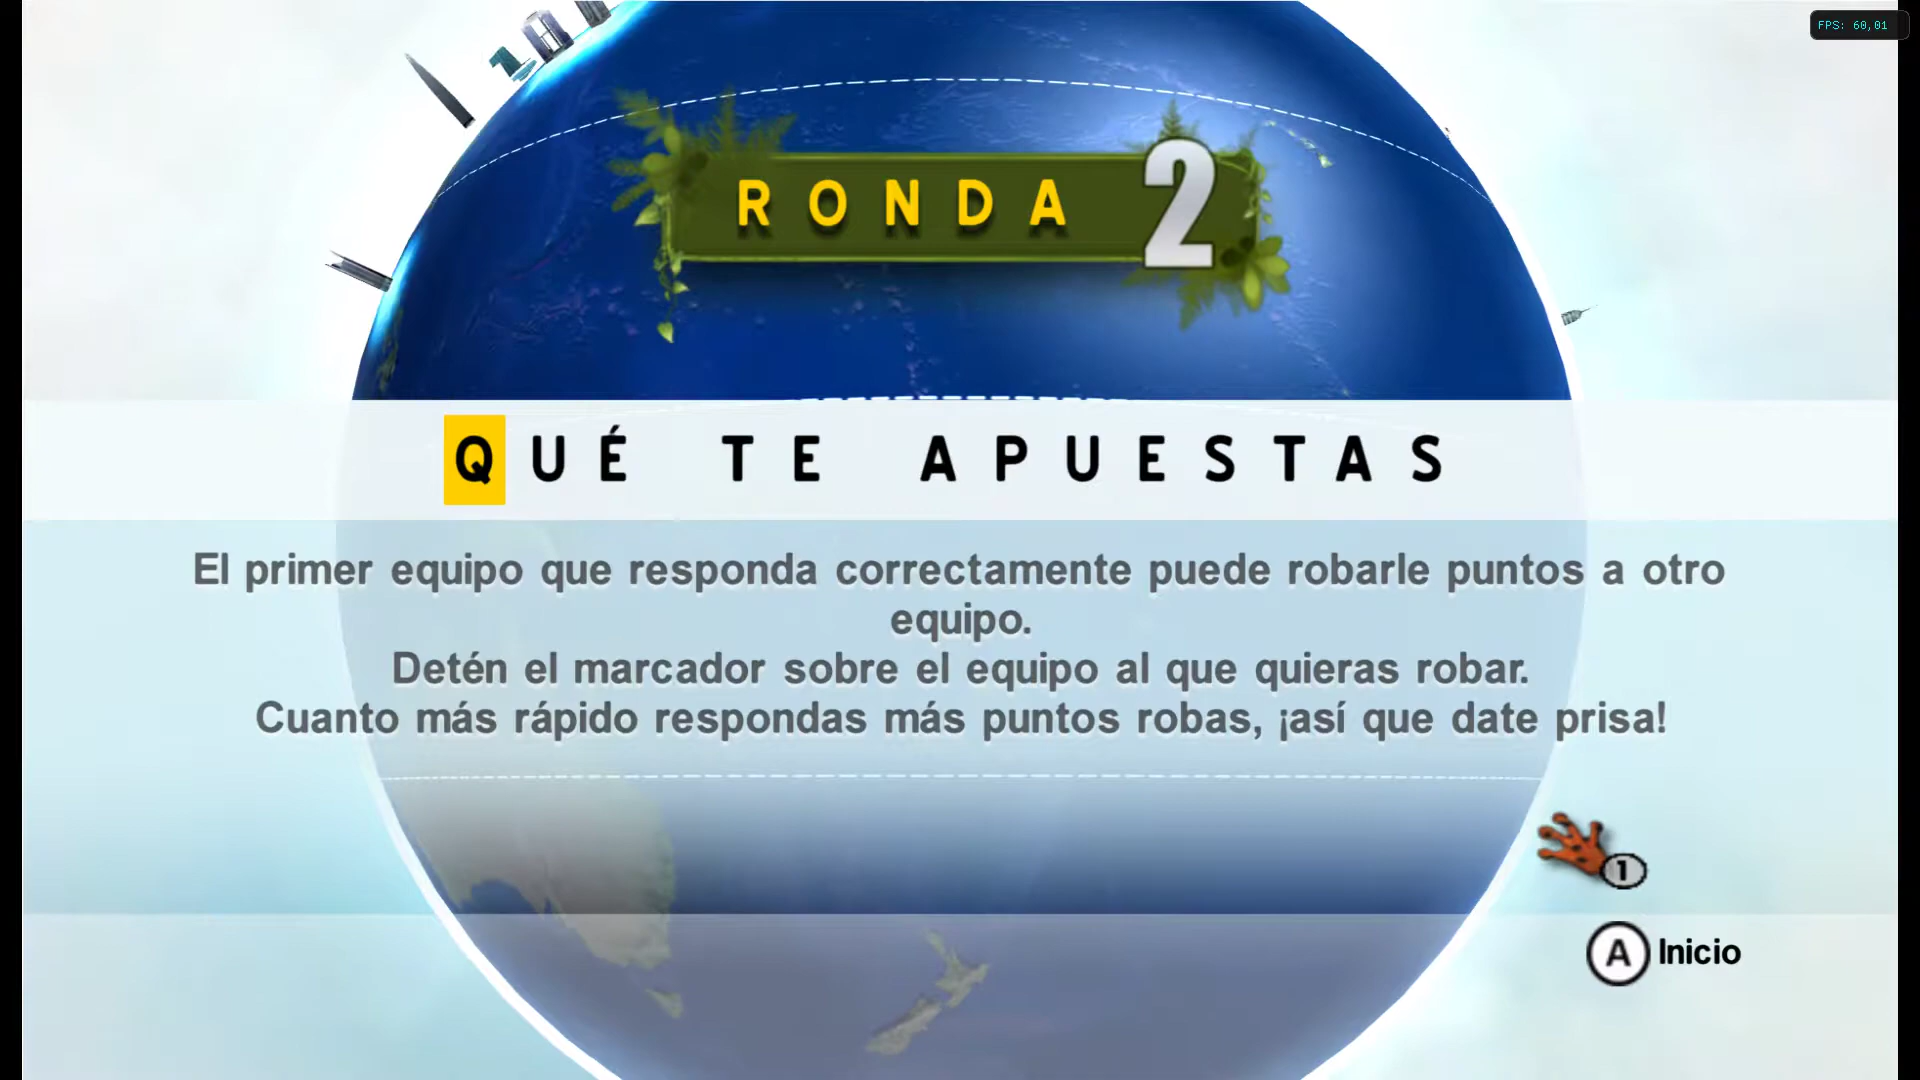 FPS: 60,01
RONDA 2
QUÉ TE APUESTAS
El primer equipo que responda correctamente puede robarle puntos a otro
equipo.
Detén el marcador sobre el equipo al que quieras robar.
Cuanto más rápido respondas más puntos robas, ¡así que date prisa!
1
A Inicio